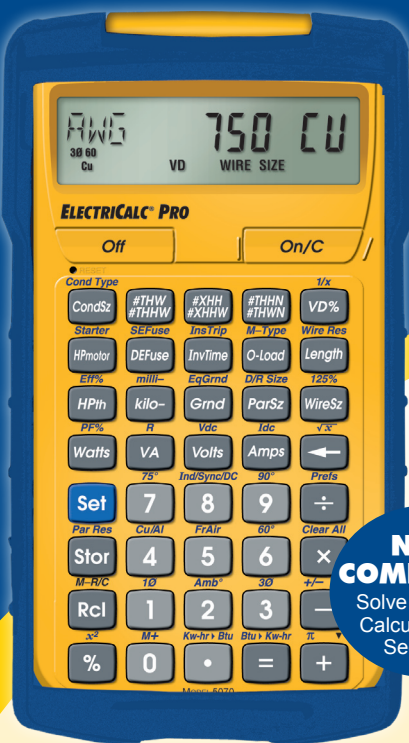 AWG 750 CU
3Ø 60
Cu VD WIRE SIZE
ELECTRICALC® PRO
Off On/C
RESET
Cond Type 1/x
CondSz #THW #THHW #XHH #XHHW #THHN #THWN VD%
Starter SEFuse InsTrip M–Type Wire Res
HPmotor DEFuse InvTime O-Load Length
Eff% milli– EqGrnd D/R Size 125%
HPth kilo– Grnd ParSz WireSz
PF% R Vdc Idc √x
Watts VA Volts Amps
75° Ind/Sync/DC 90° Prefs
Set 7 8 9 ÷
Par Res Cu/Al FrAir 60° Clear All
Stor 4 5 6 ×
M–R/C 1Ø Amb° 3Ø +/–
Rcl 1 2 3 –
x² M+ Kw-hr ▸ Btu Btu ▸ Kw-hr π
% 0 • = +
MODEL 5070
N
COM
Solve
Calcu
Se